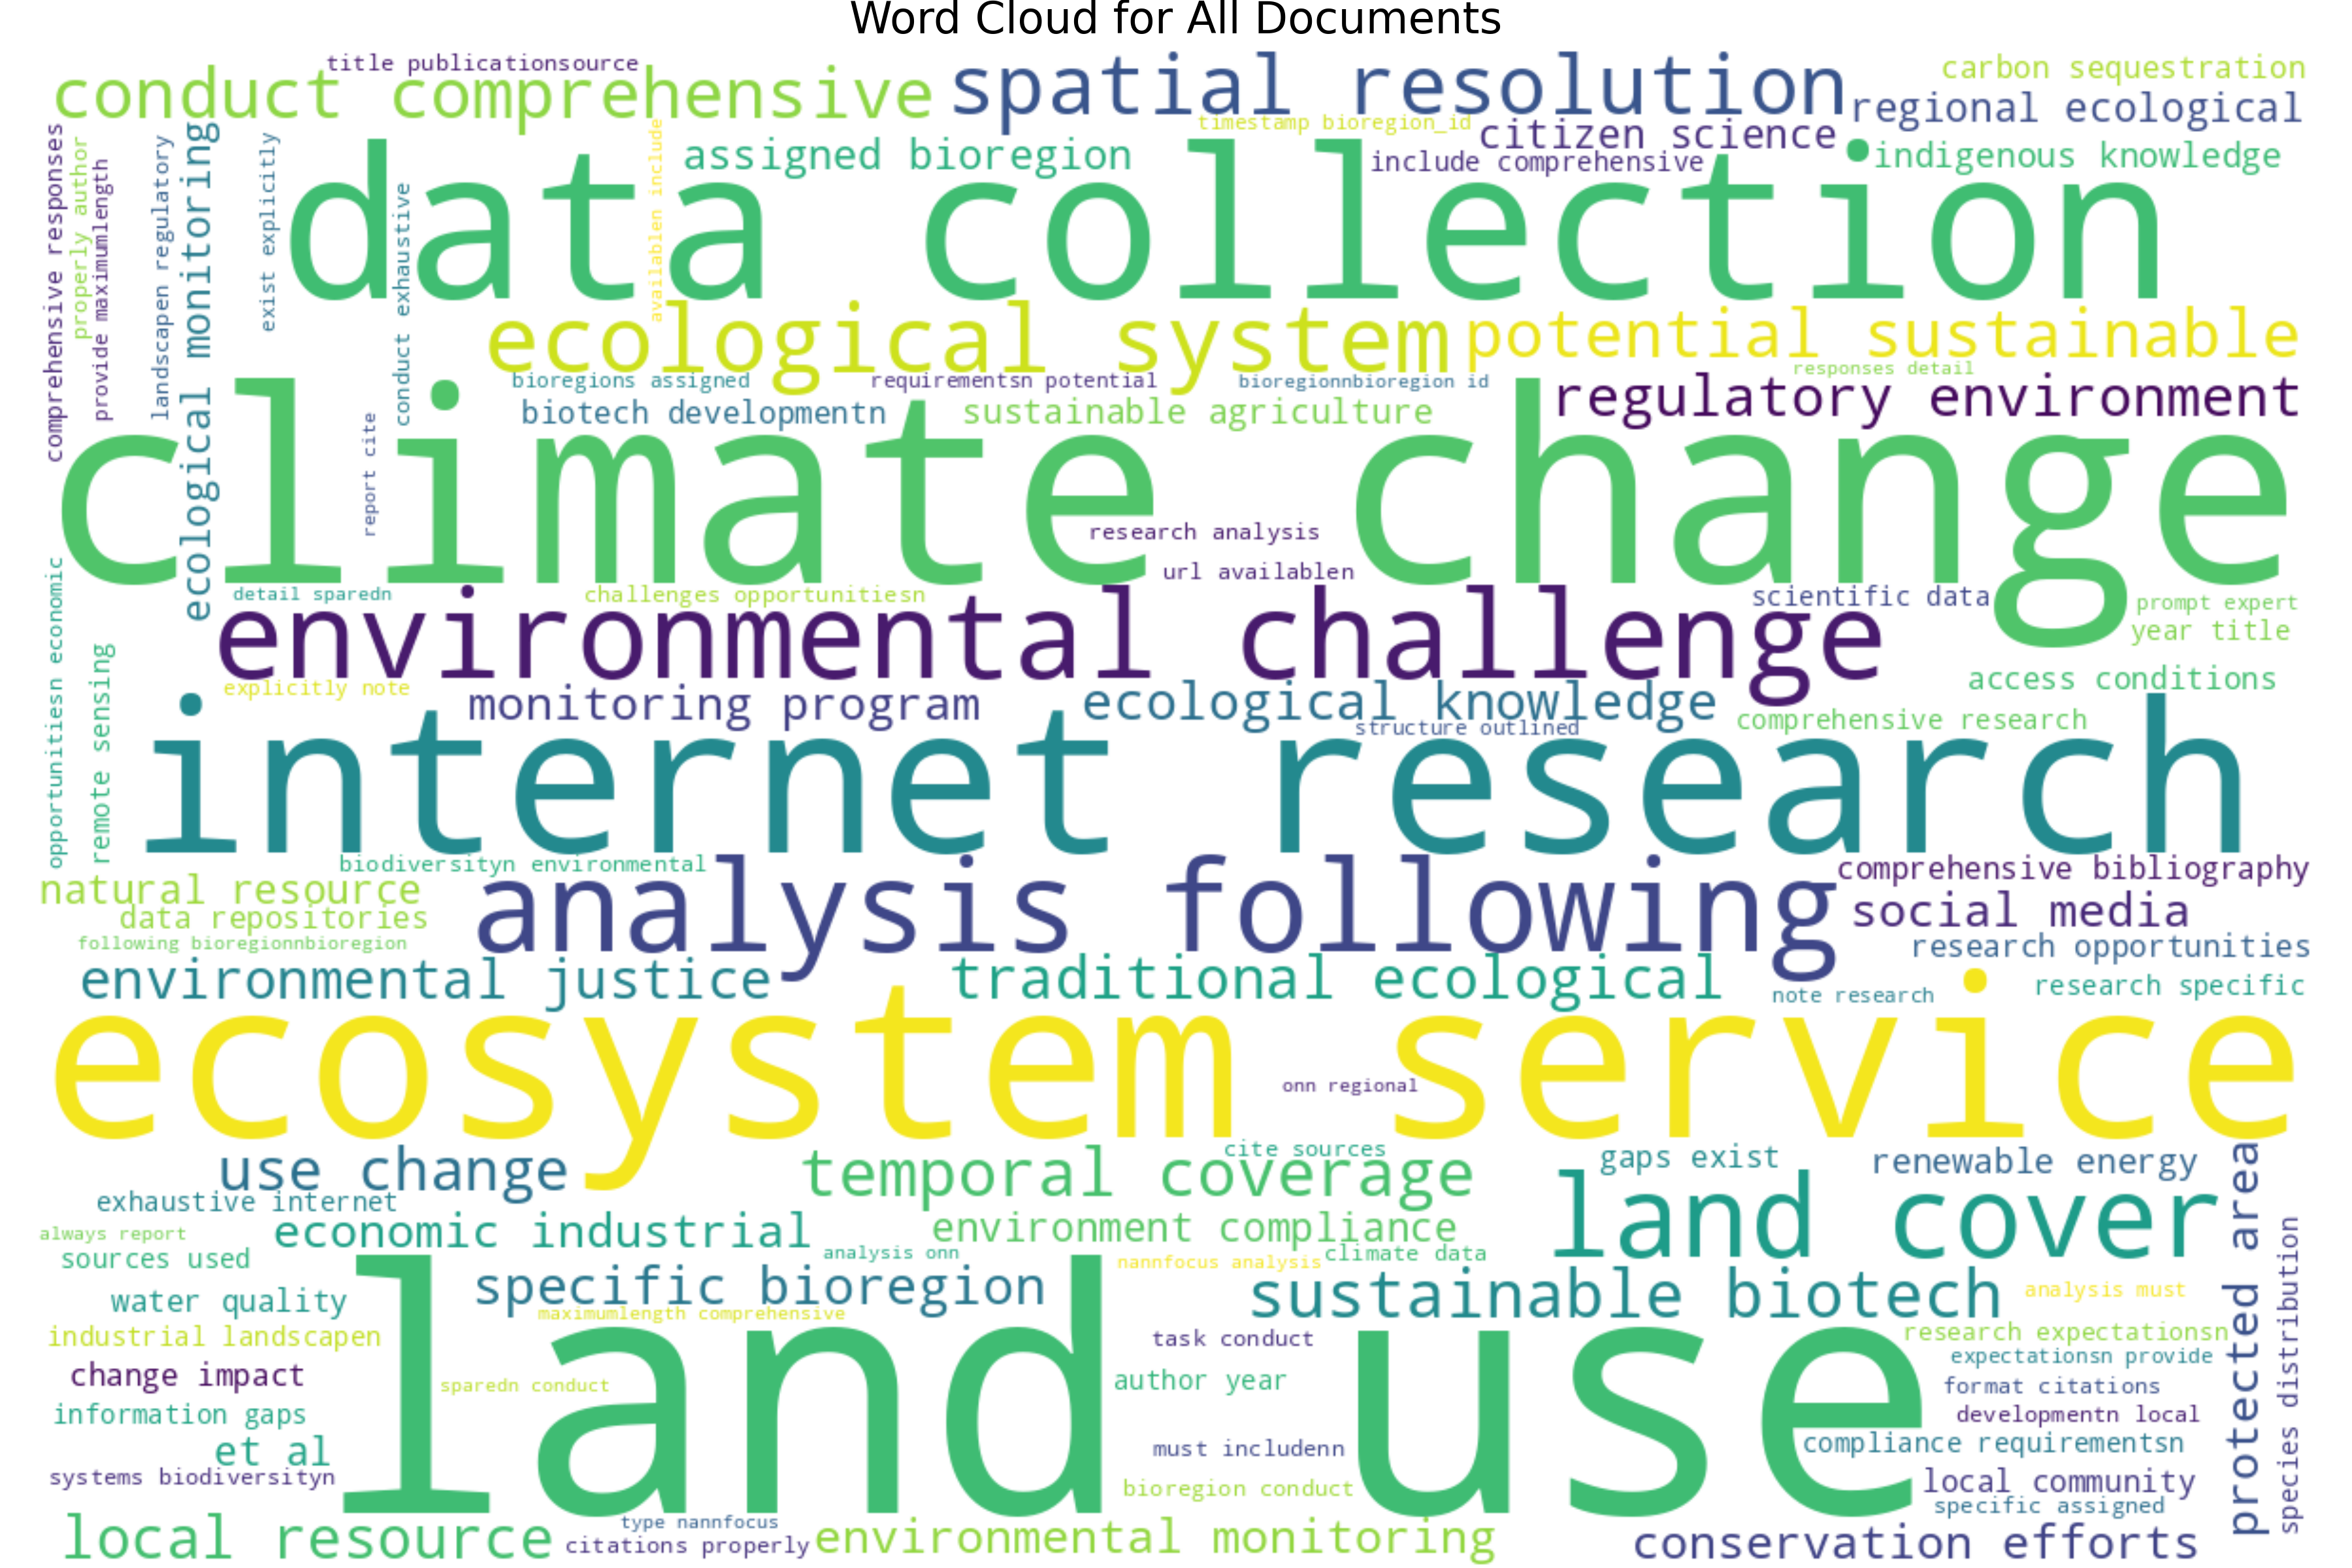 Word Cloud for All Documents
title publicationsource
conduct comprehensive
spatial resolution
carbon sequestration
regional ecological
timestamp bioregion_id
citizen science
assigned bioregion
include comprehensive
indigenous knowledge
comprehensive responses
properly author
provide maximumlength
landscapen regulatory
ecological monitoring
exist explicitly
conduct exhaustive
availablen include
data collection
ecological system
potential sustainable
responses detail
bioregions assigned
requirementsn potential
bioregionnbioregion id
regulatory environment
biotech developmentn
sustainable agriculture
report cite
climate change
research analysis
url availablen
detail sparedn
challenges opportunitiesn
scientific data
prompt expert
year title
environmental challenge
opportunitiesn economic
remote sensing
explicitly note
monitoring program
ecological knowledge
access conditions
structure outlined
comprehensive research
internet research
biodiversityn environmental
comprehensive bibliography
natural resource
data repositories
following bioregionnbioregion
analysis following
social media
research opportunities
environmental justice
traditional ecological
note research
research specific
ecosystem service
onn regional
use change
cite sources
temporal coverage
gaps exist
renewable energy
exhaustive internet
land cover
protected area
species distribution
always report
economic industrial
environment compliance
sources used
analysis onn
nannfocus analysis
climate data
specific bioregion
sustainable biotech
analysis must
water quality
maximumlength comprehensive
industrial landscapen
task conduct
research expectationsn
expectationsn provide
change impact
sparedn conduct
author year
format citations
information gaps
developmentn local
land use
et al
must includenn
compliance requirementsn
systems biodiversityn
bioregion conduct
local community
specific assigned
local resource
type nannfocus
citations properly
environmental monitoring
conservation efforts